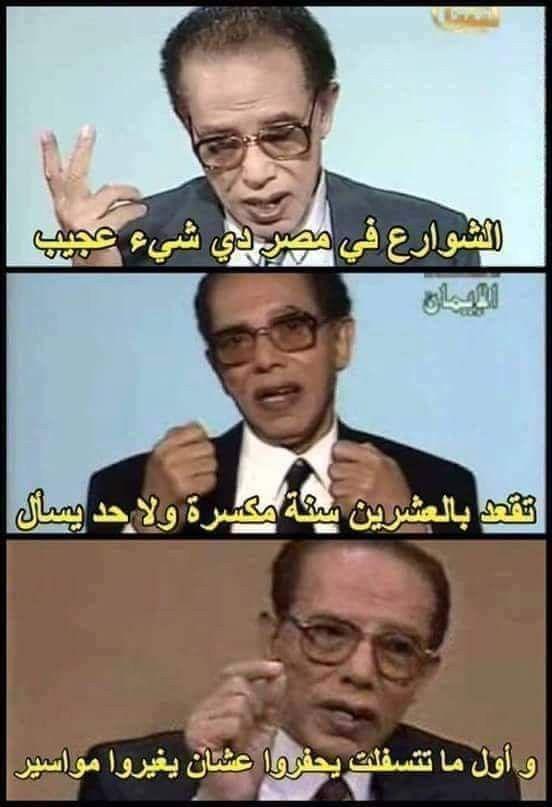 الشوارع في مصر دي شيء عجيب
الإيمان
تقعد بالعشرين سنة مكسرة ولا حد يسأل
و أول ما تتسفلت يحفروا عشان يغيروا مواسير